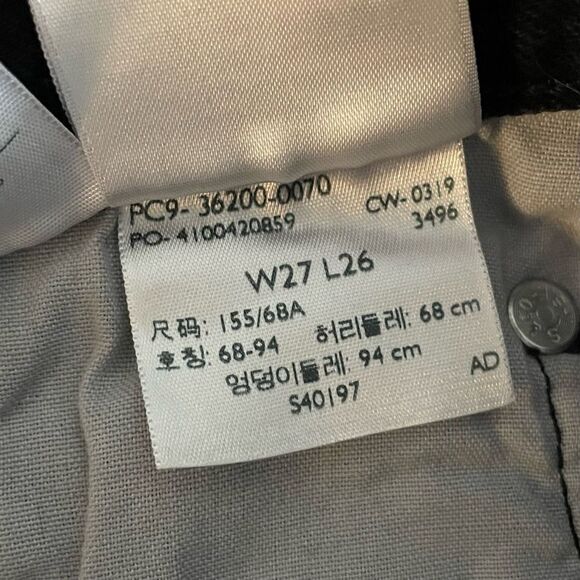 PC9- 36200-0070 CW- 0319
PO- 4100420859 3496
W27 L26
尺码: 155/68A
호칭: 68-94 허리둘레: 68 cm
엉덩이둘레: 94 cm AD
S40197